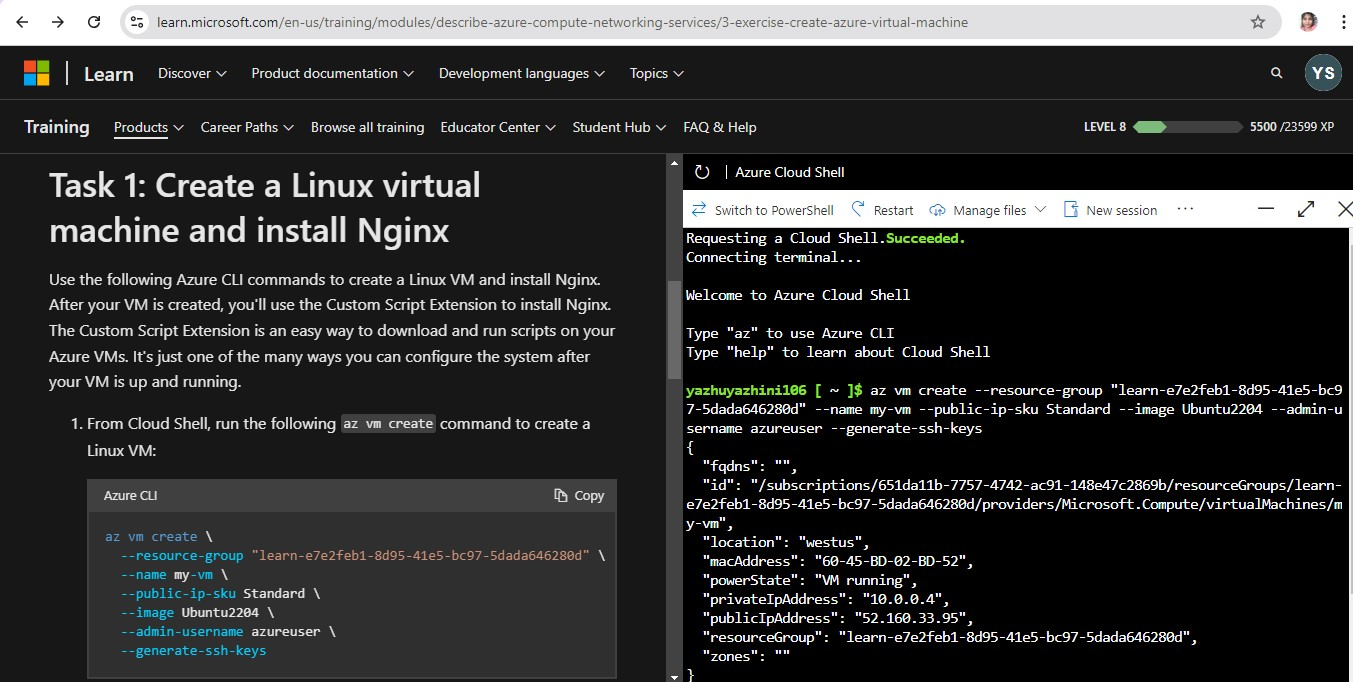 learn.microsoft.com/en-us/training/modules/describe-azure-compute-networking-services/3-exercise-create-azure-virtual-machine
Learn Discover Product documentation Development languages Topics YS
Training Products Career Paths Browse all training Educator Center Student Hub FAQ & Help LEVEL 8 5500 /23599 XP
Task 1: Create a Linux virtual
machine and install Nginx
Use the following Azure CLI commands to create a Linux VM and install Nginx.
After your VM is created, you'll use the Custom Script Extension to install Nginx.
The Custom Script Extension is an easy way to download and run scripts on your
Azure VMs. It's just one of the many ways you can configure the system after
your VM is up and running.
1. From Cloud Shell, run the following az vm create command to create a
Linux VM:
Azure CLI Copy
az vm create \
--resource-group "learn-e7e2feb1-8d95-41e5-bc97-5dada646280d" \
--name my-vm \
--public-ip-sku Standard \
--image Ubuntu2204 \
--admin-username azureuser \
--generate-ssh-keys
Azure Cloud Shell
Switch to PowerShell Restart Manage files New session ···
Requesting a Cloud Shell.Succeeded.
Connecting terminal...
Welcome to Azure Cloud Shell
Type "az" to use Azure CLI
Type "help" to learn about Cloud Shell
yazhuyazhini106 [ ~ ]$ az vm create --resource-group "learn-e7e2feb1-8d95-41e5-bc9
7-5dada646280d" --name my-vm --public-ip-sku Standard --image Ubuntu2204 --admin-u
sername azureuser --generate-ssh-keys
{
"fqdns": "",
"id": "/subscriptions/651da11b-7757-4742-ac91-148e47c2869b/resourceGroups/learn-
e7e2feb1-8d95-41e5-bc97-5dada646280d/providers/Microsoft.Compute/virtualMachines/m
y-vm",
"location": "westus",
"macAddress": "60-45-BD-02-BD-52",
"powerState": "VM running",
"privateIpAddress": "10.0.0.4",
"publicIpAddress": "52.160.33.95",
"resourceGroup": "learn-e7e2feb1-8d95-41e5-bc97-5dada646280d",
"zones": ""
}